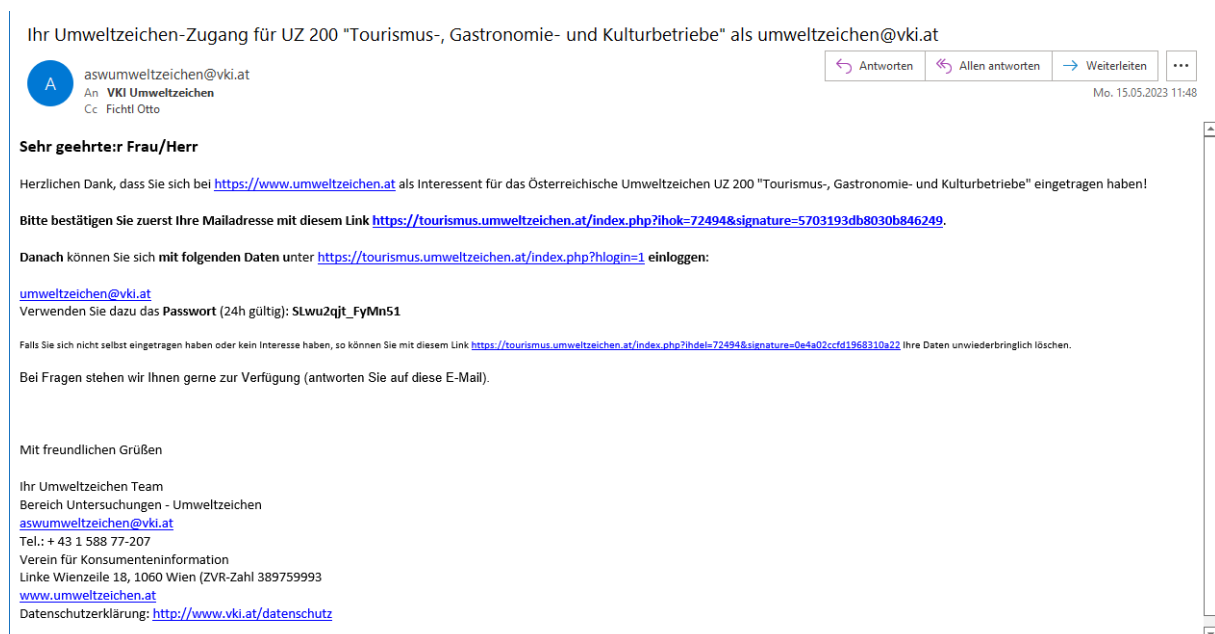 Ihr Umweltzeichen-Zugang für UZ 200 "Tourismus-, Gastronomie- und Kulturbetriebe" als umweltzeichen@vki.at
A
aswumweltzeichen@vki.at
An VKI Umweltzeichen
Cc Fichtl Otto
Antworten
Allen antworten
Weiterleiten
...
Mo. 15.05.2023 11:48
Sehr geehrte:r Frau/Herr
Herzlichen Dank, dass Sie sich bei https://www.umweltzeichen.at als Interessent für das Österreichische Umweltzeichen UZ 200 "Tourismus-, Gastronomie- und Kulturbetriebe" eingetragen haben!
Bitte bestätigen Sie zuerst Ihre Mailadresse mit diesem Link https://tourismus.umweltzeichen.at/index.php?ihok=72494&signature=5703193db8030b846249.
Danach können Sie sich mit folgenden Daten unter https://tourismus.umweltzeichen.at/index.php?hlogin=1 einloggen:
umweltzeichen@vki.at
Verwenden Sie dazu das Passwort (24h gültig): SLwu2qjt_FyMn51
Falls Sie sich nicht selbst eingetragen haben oder kein Interesse haben, so können Sie mit diesem Link https://tourismus.umweltzeichen.at/index.php?ihdel=72494&signature=0e4a02ccfd1968310a22 Ihre Daten unwiederbringlich löschen.
Bei Fragen stehen wir Ihnen gerne zur Verfügung (antworten Sie auf diese E-Mail).
Mit freundlichen Grüßen
Ihr Umweltzeichen Team
Bereich Untersuchungen - Umweltzeichen
aswumweltzeichen@vki.at
Tel.: + 43 1 588 77-207
Verein für Konsumenteninformation
Linke Wienzeile 18, 1060 Wien (ZVR-Zahl 389759993
www.umweltzeichen.at
Datenschutzerklärung: http://www.vki.at/datenschutz